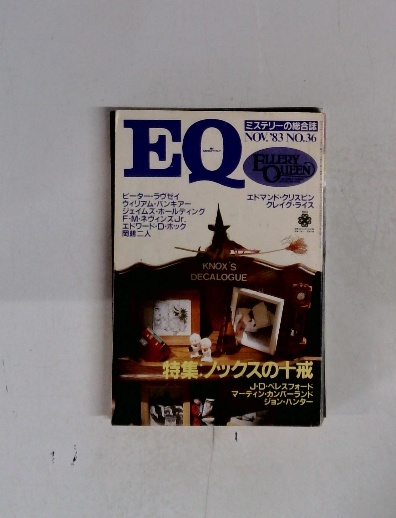 EQ
ミステリーの総合誌
NOV. '83 NO.36
ELLERY
QUEEN
ピーター・ラヴゼイ
ウィリアム・バンキアー
ジェイムズ・ホールディング
F・M・ネヴィンズJr.
エドワード・D・ホック
岡嶋二人
エドマンド・クリスピン
クレイグ・ライス
KNOX'S
DECALOGUE
特集:ノックスの十戒
J・D・ベレスフォード
マーティン・カンバーランド
ジョン・ハンター